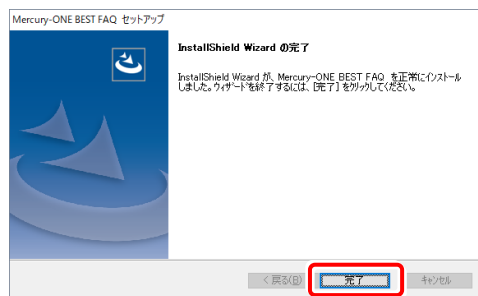 Mercury-ONE BEST FAQ セットアップ
InstallShield Wizard の完了
InstallShield Wizard が、Mercury-ONE BEST FAQ を正常にインストール
しました。ウィザードを終了するには、[完了] をクリックしてください。
< 戻る(B)
完了
キャンセル